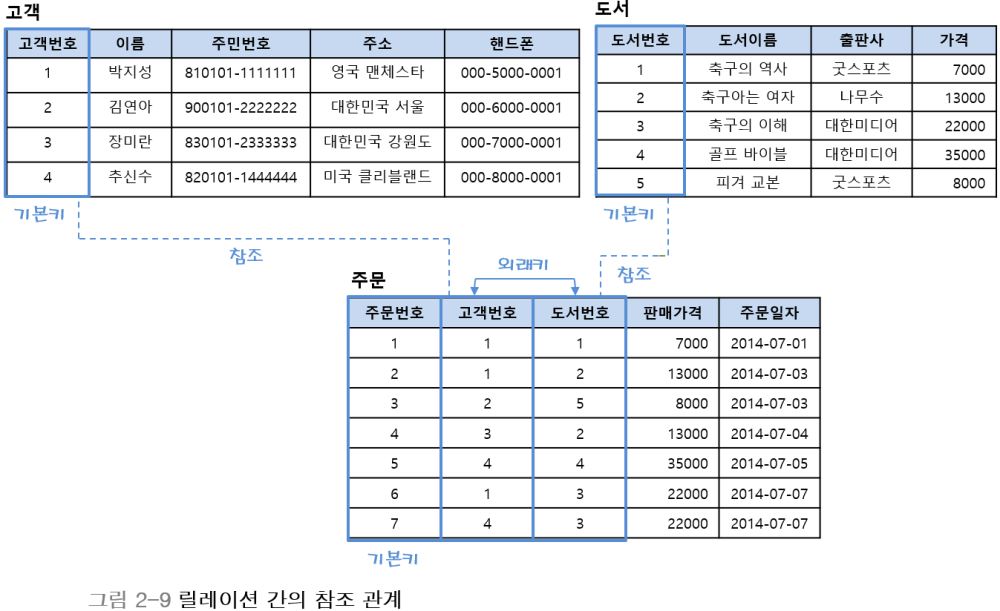 고객
고객번호 이름 주민번호 주소 핸드폰
1 박지성 810101-1111111 영국 맨체스타 000-5000-0001
2 김연아 900101-2222222 대한민국 서울 000-6000-0001
3 장미란 830101-2333333 대한민국 강원도 000-7000-0001
4 추신수 820101-1444444 미국 클리블랜드 000-8000-0001
기본키
참조
도서
도서번호 도서이름 출판사 가격
1 축구의 역사 굿스포츠 7000
2 축구아는 여자 나무수 13000
3 축구의 이해 대한미디어 22000
4 골프 바이블 대한미디어 35000
5 피겨 교본 굿스포츠 8000
기본키
참조
외래키
주문
주문번호 고객번호 도서번호 판매가격 주문일자
1 1 1 7000 2014-07-01
2 1 2 13000 2014-07-03
3 2 5 8000 2014-07-03
4 3 2 13000 2014-07-04
5 4 4 35000 2014-07-05
6 1 3 22000 2014-07-07
7 4 3 22000 2014-07-07
기본키
그림 2-9 릴레이션 간의 참조 관계